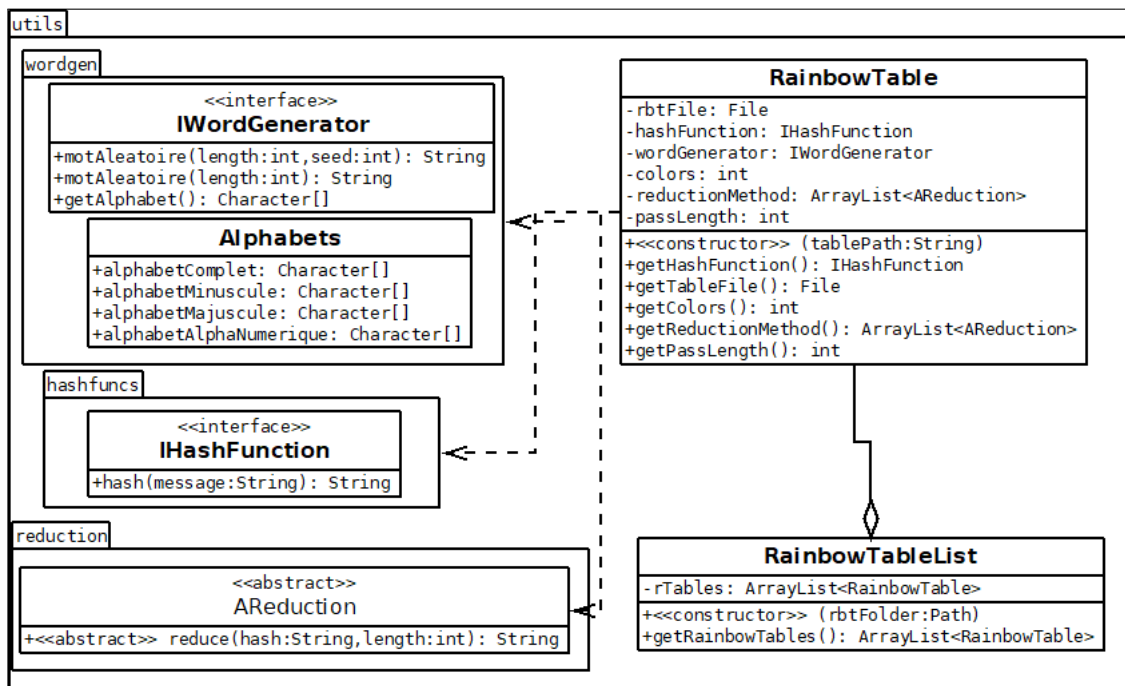 utils
wordgen
<<interface>>
IWordGenerator
+motAleatoire(length:int,seed:int): String
+motAleatoire(length:int): String
+getAlphabet(): Character[]
Alphabets
+alphabetComplet: Character[]
+alphabetMinuscule: Character[]
+alphabetMajuscule: Character[]
+alphabetAlphaNumerique: Character[]
hashfuncs
<<interface>>
IHashFunction
+hash(message:String): String
reduction
<<abstract>>
AReduction
+<<abstract>> reduce(hash:String,length:int): String
RainbowTable
-rbtFile: File
-hashFunction: IHashFunction
-wordGenerator: IWordGenerator
-colors: int
-reductionMethod: ArrayList<AReduction>
-passLength: int
+<<constructor>> (tablePath:String)
+getHashFunction(): IHashFunction
+getTableFile(): File
+getColors(): int
+getReductionMethod(): ArrayList<AReduction>
+getPassLength(): int
RainbowTableList
-rTables: ArrayList<RainbowTable>
+<<constructor>> (rbtFolder:Path)
+getRainbowTables(): ArrayList<RainbowTable>